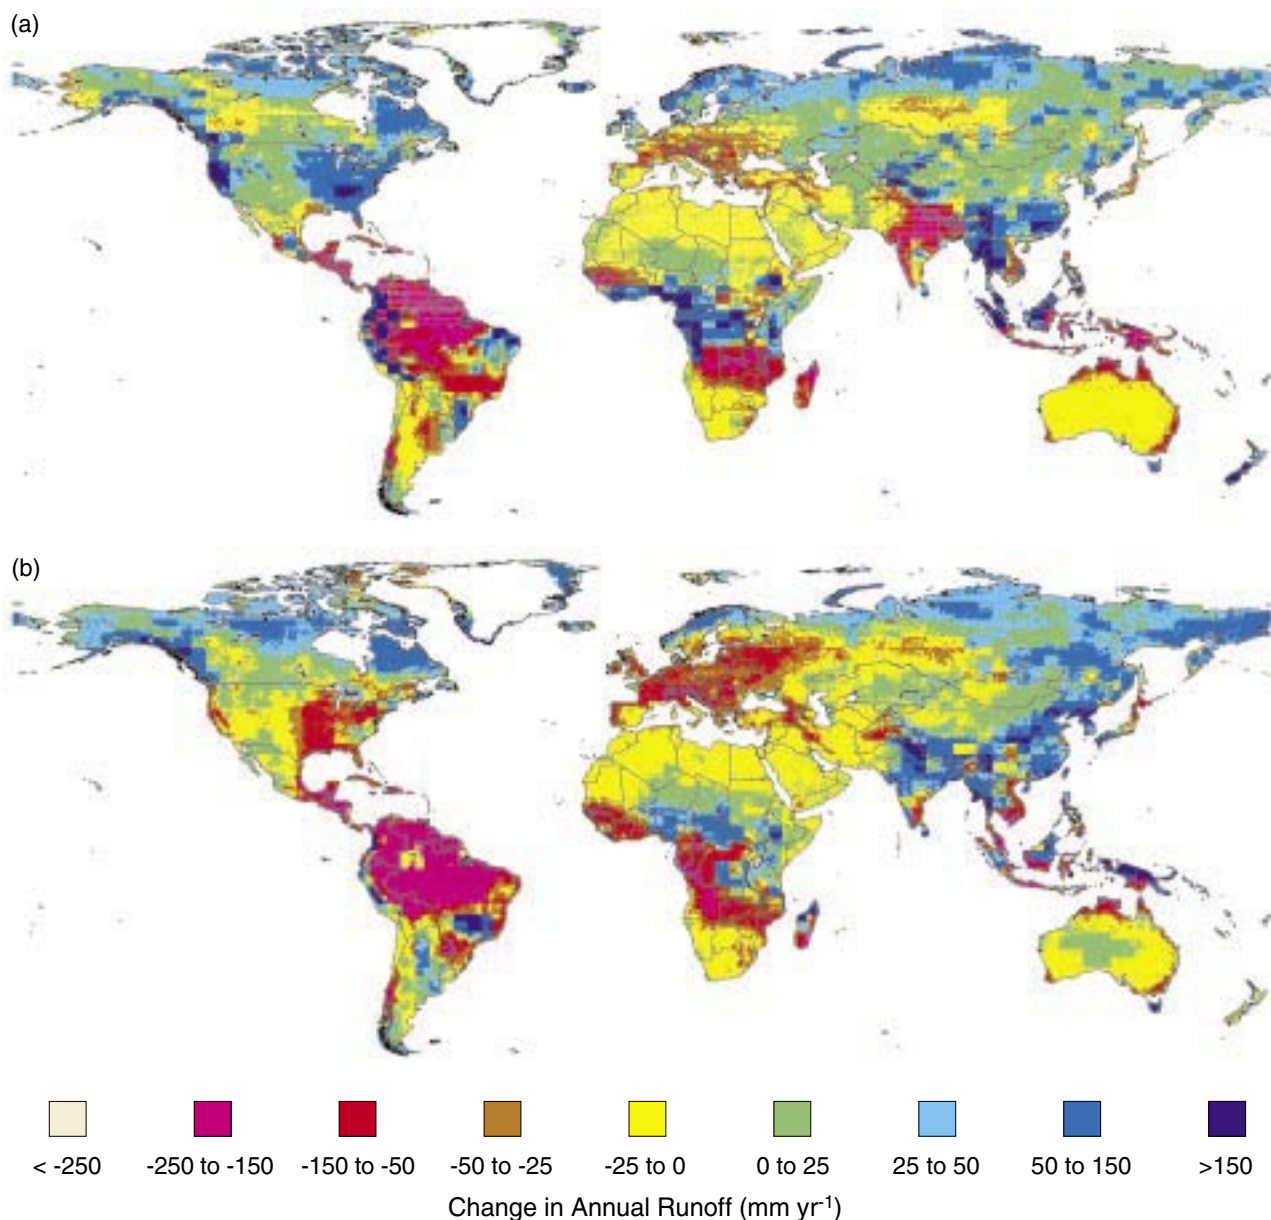 (a)
(b)
< -250 -250 to -150 -150 to -50 -50 to -25 -25 to 0 0 to 25 25 to 50 50 to 150 >150
Change in Annual Runoff (mm yr-1)